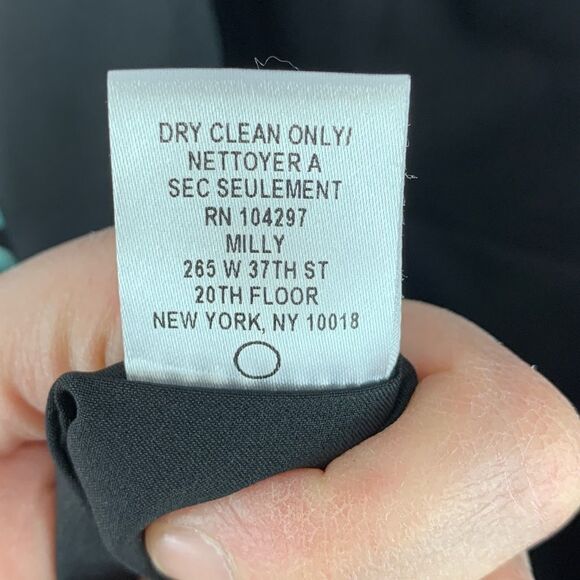 DRY CLEAN ONLY/
NETTOYER A
SEC SEULEMENT
RN 104297
MILLY
265 W 37TH ST
20TH FLOOR
NEW YORK, NY 10018